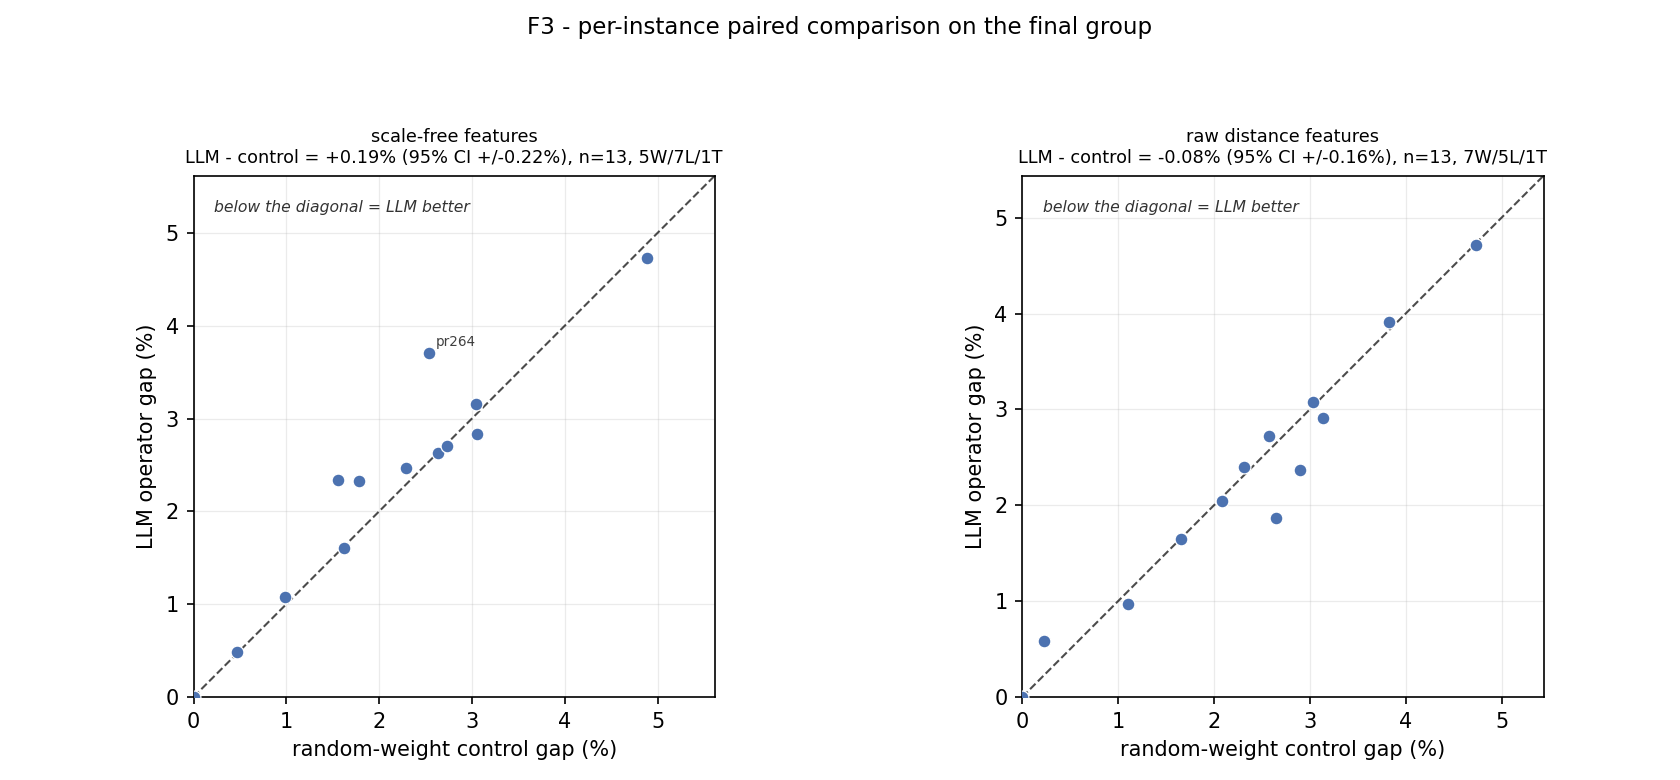 F3 - per-instance paired comparison on the final group
scale-free features
LLM - control = +0.19% (95% CI +/-0.22%), n=13, 5W/7L/1T
below the diagonal = LLM better
pr264
5
4
3
2
1
0
LLM operator gap (%)
0 1 2 3 4 5
random-weight control gap (%)
raw distance features
LLM - control = -0.08% (95% CI +/-0.16%), n=13, 7W/5L/1T
below the diagonal = LLM better
5
4
3
2
1
0
LLM operator gap (%)
0 1 2 3 4 5
random-weight control gap (%)